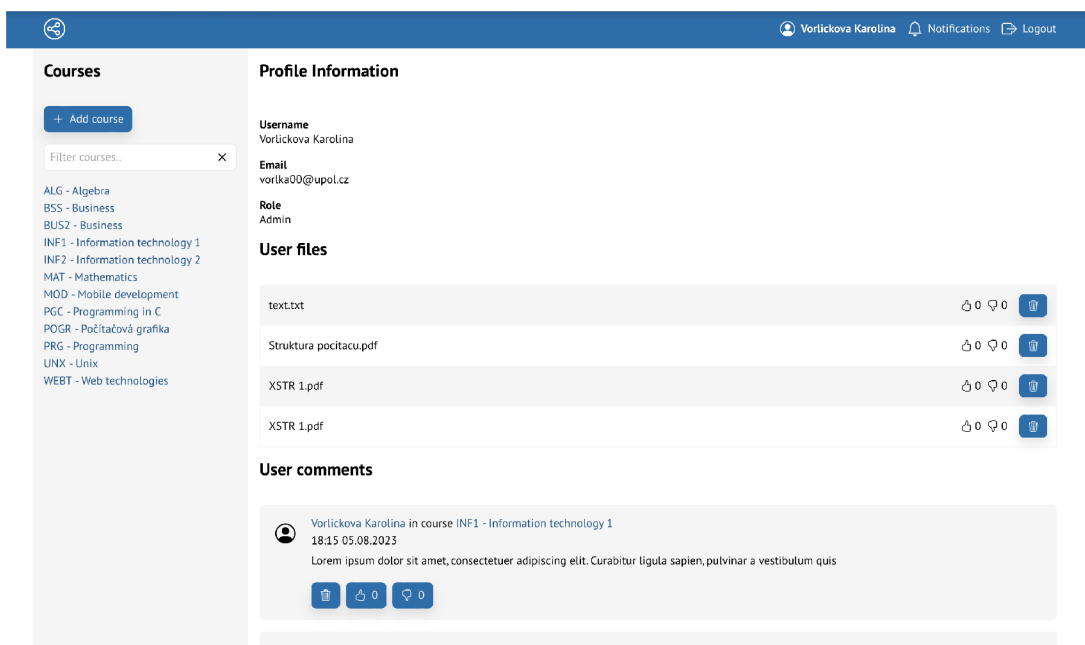 Vorlickova Karolina Notifications Logout
Courses
+ Add course
Filter courses..
ALG - Algebra
BSS - Business
BUS2 - Business
INF1 - Information technology 1
INF2 - Information technology 2
MAT - Mathematics
MOD - Mobile development
PGC - Programming in C
POGR - Počítačová grafika
PRG - Programming
UNX - Unix
WEBT - Web technologies
Profile Information
Username
Vorlickova Karolina
Email
vorlka00@upol.cz
Role
Admin
User files
text.txt 0 0
Struktura pocitacu.pdf 0 0
XSTR 1.pdf 0 0
XSTR 1.pdf 0 0
User comments
Vorlickova Karolina in course INF1 - Information technology 1
18:15 05.08.2023
Lorem ipsum dolor sit amet, consectetuer adipiscing elit. Curabitur ligula sapien, pulvinar a vestibulum quis
0 0